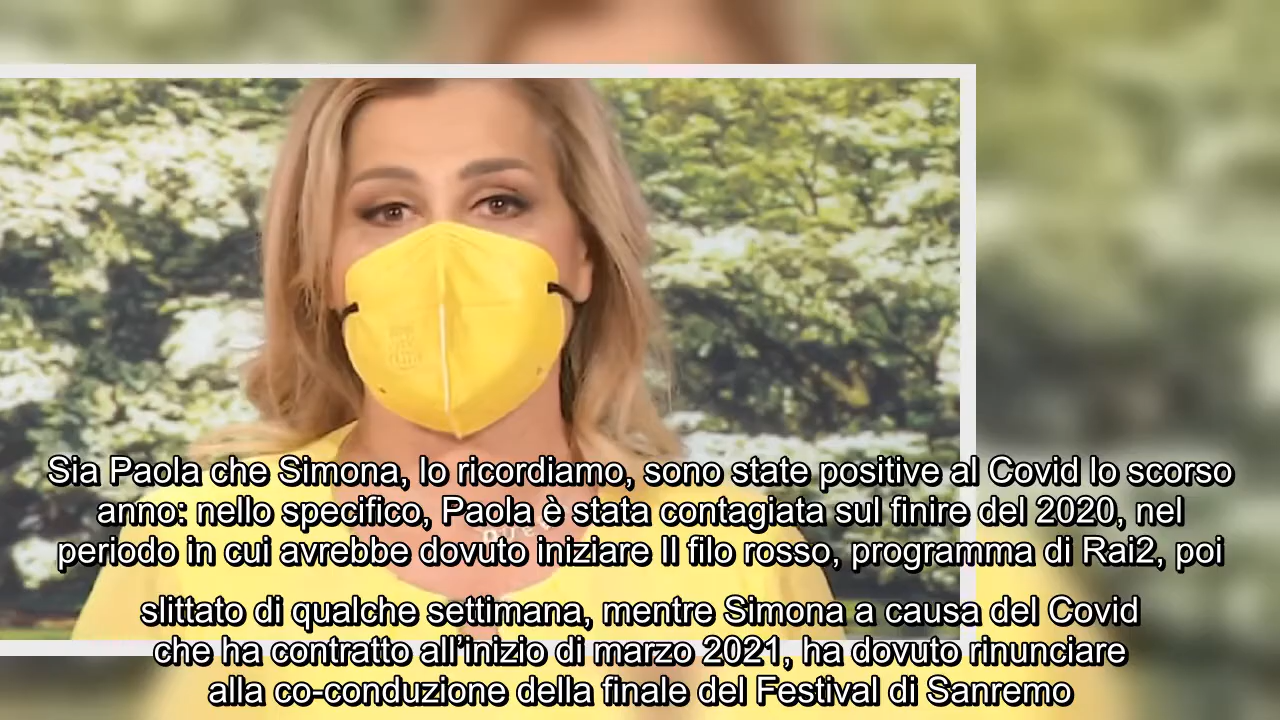 Sia Paola che Simona, lo ricordiamo, sono state positive al Covid lo scorso
anno: nello specifico, Paola è stata contagiata sul finire del 2020, nel
periodo in cui avrebbe dovuto iniziare Il filo rosso, programma di Rai2, poi
slittato di qualche settimana, mentre Simona a causa del Covid
che ha contratto all’inizio di marzo 2021, ha dovuto rinunciare
alla co-conduzione della finale del Festival di Sanremo